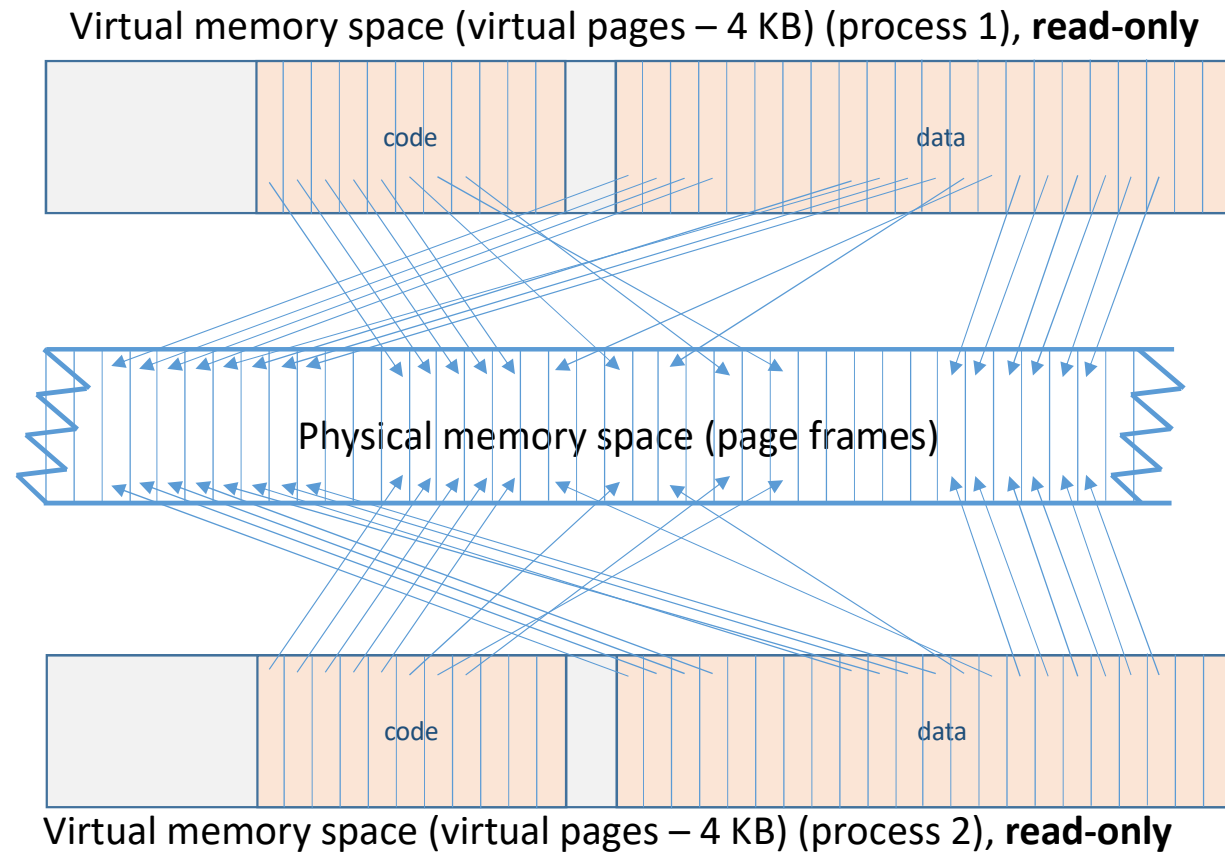 Virtual memory space (virtual pages – 4 KB) (process 1), read-only
code
data
Physical memory space (page frames)
code
data
Virtual memory space (virtual pages – 4 KB) (process 2), read-only